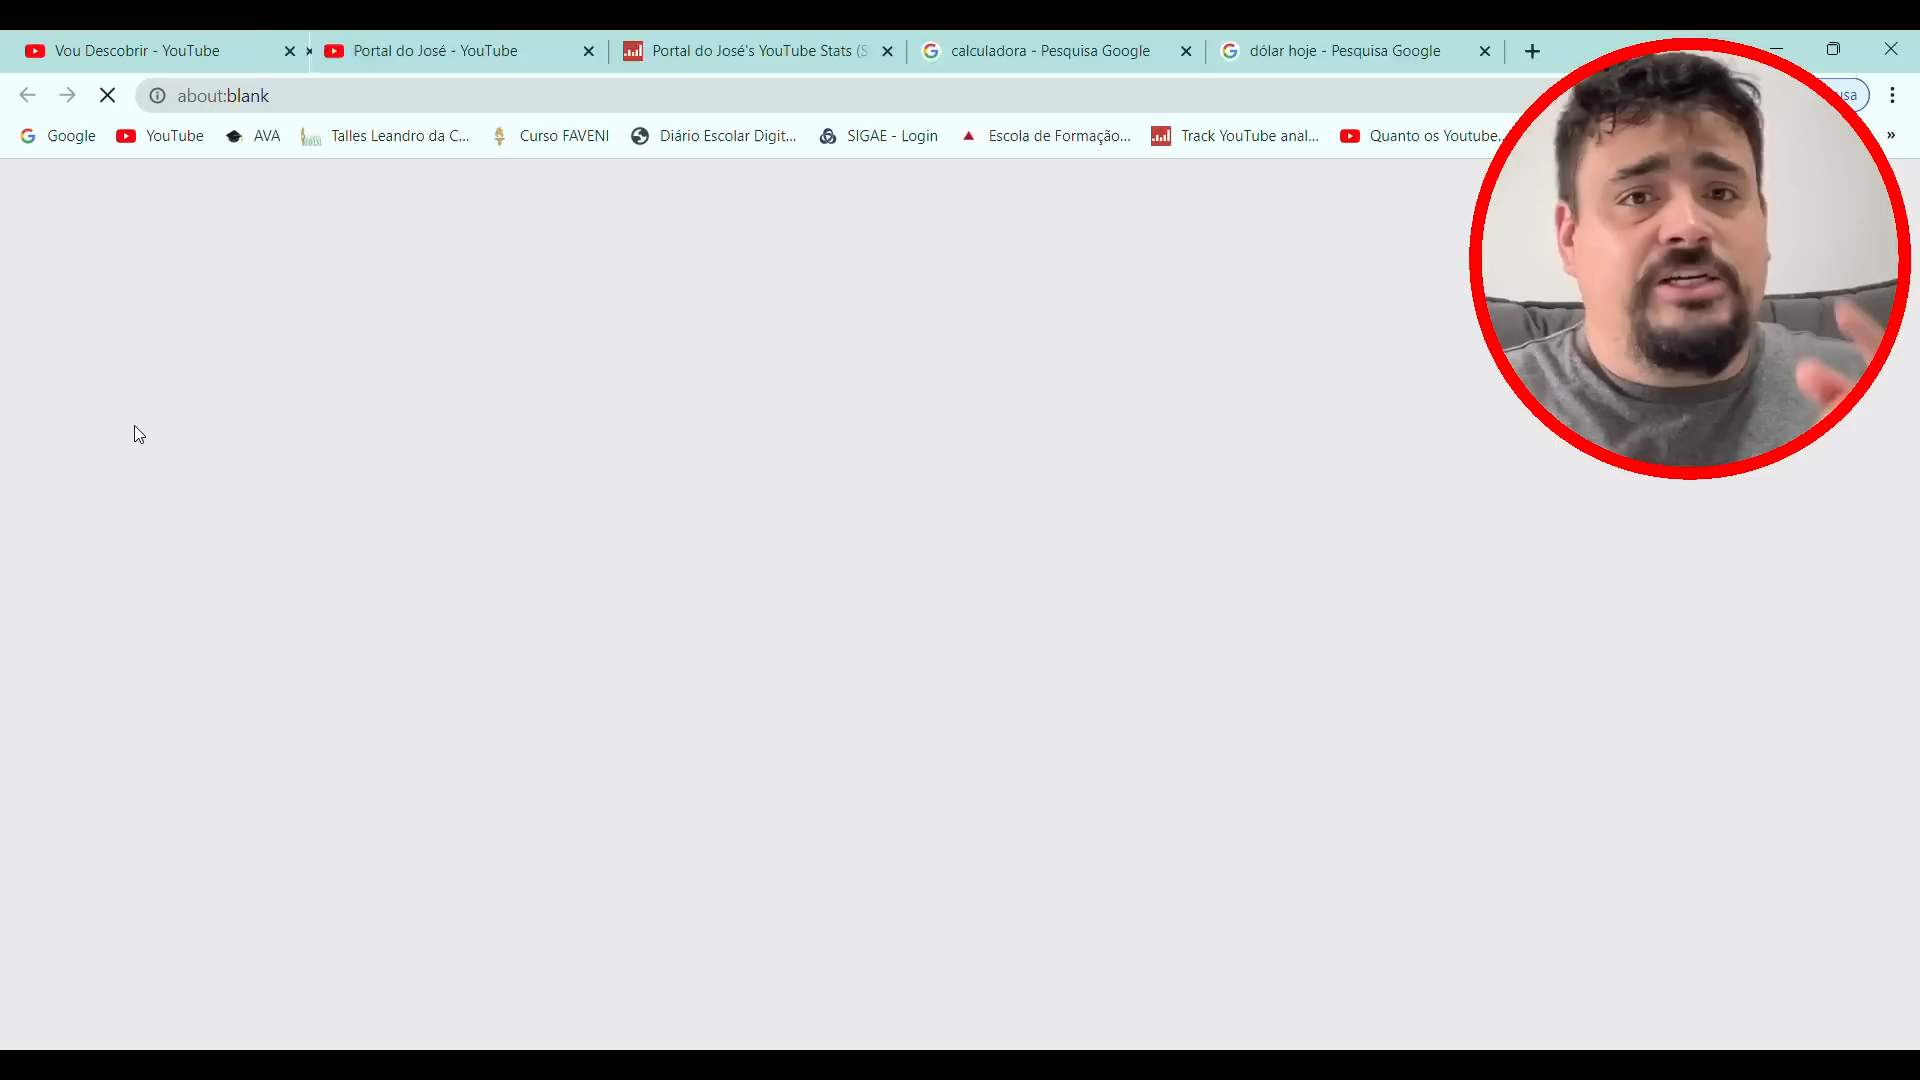 Vou Descobrir - YouTube
Portal do José - YouTube
Portal do José's YouTube Stats (S
calculadora - Pesquisa Google
dólar hoje - Pesquisa Google
about:blank
usa
Google
YouTube
AVA
Talles Leandro da C...
Curso FAVENI
Diário Escolar Digit...
SIGAE - Login
Escola de Formação...
Track YouTube anal...
Quanto os Youtube...